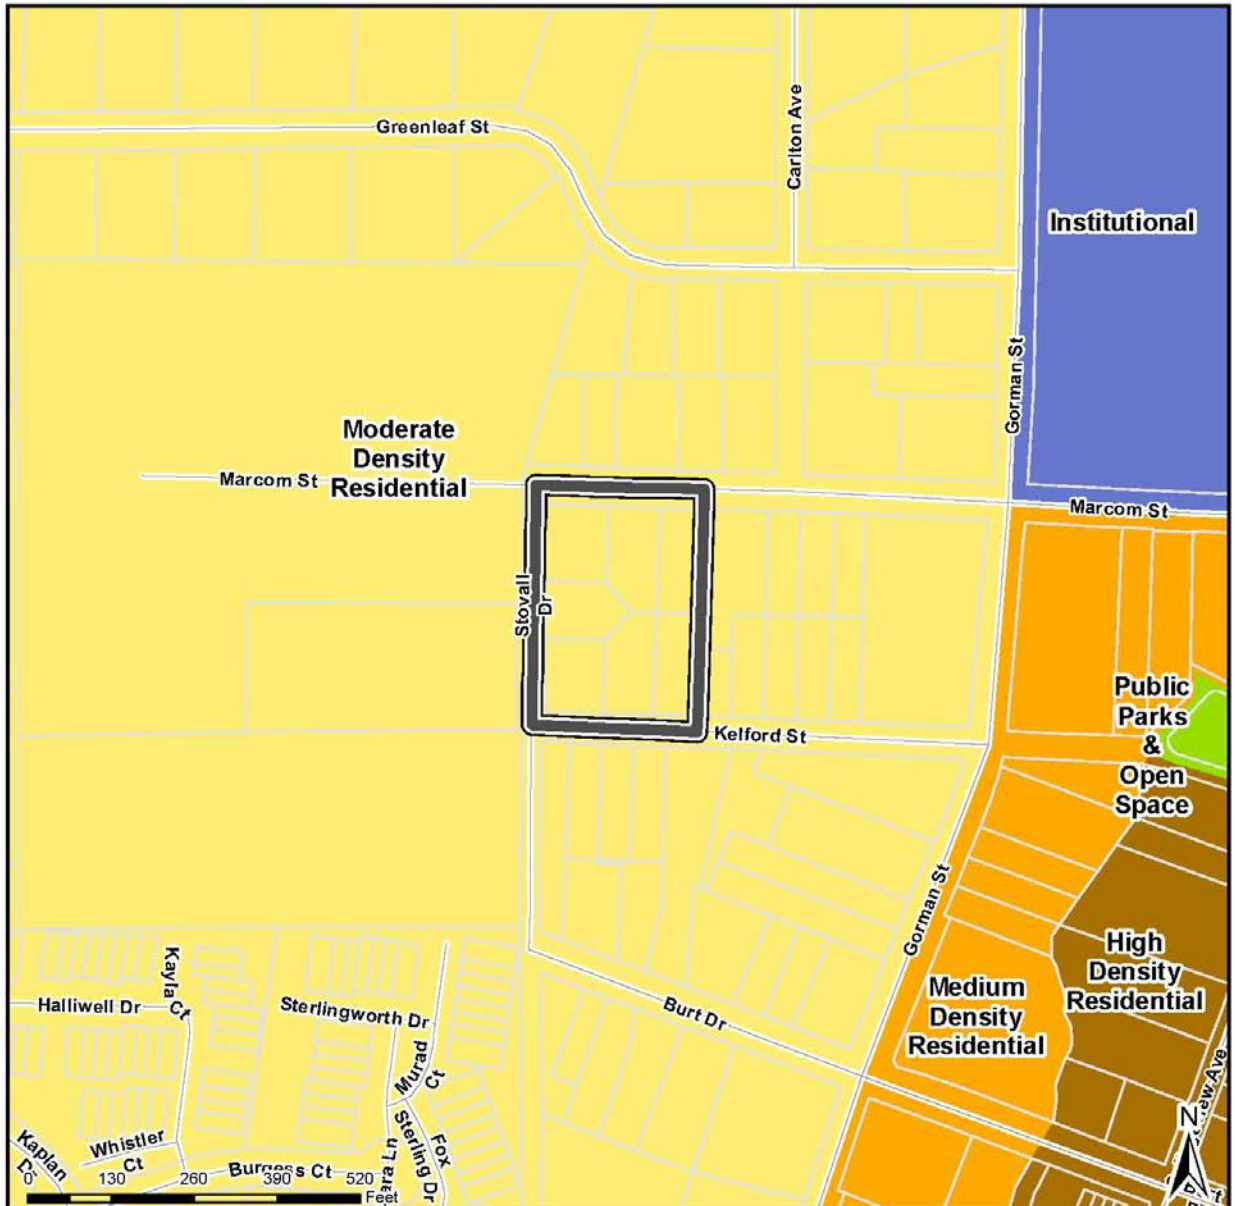 Greenleaf St
Carlton Ave
Institutional
Gorman St
Moderate
Density
Residential
Marcom St
Marcom St
Stovall
Dr
Kelford St
Public
Parks
&
Open
Space
Gorman St
High
Density
Residential
Medium
Density
Residential
Burt Dr
Kayla Ct
Halliwell Dr
Sterlingworth Dr
Murad
Ct
Whistler
Ct
Kaplan
Burgess Ct
Fox
Sterling Dr
N
0 130 260 390 520
Feet